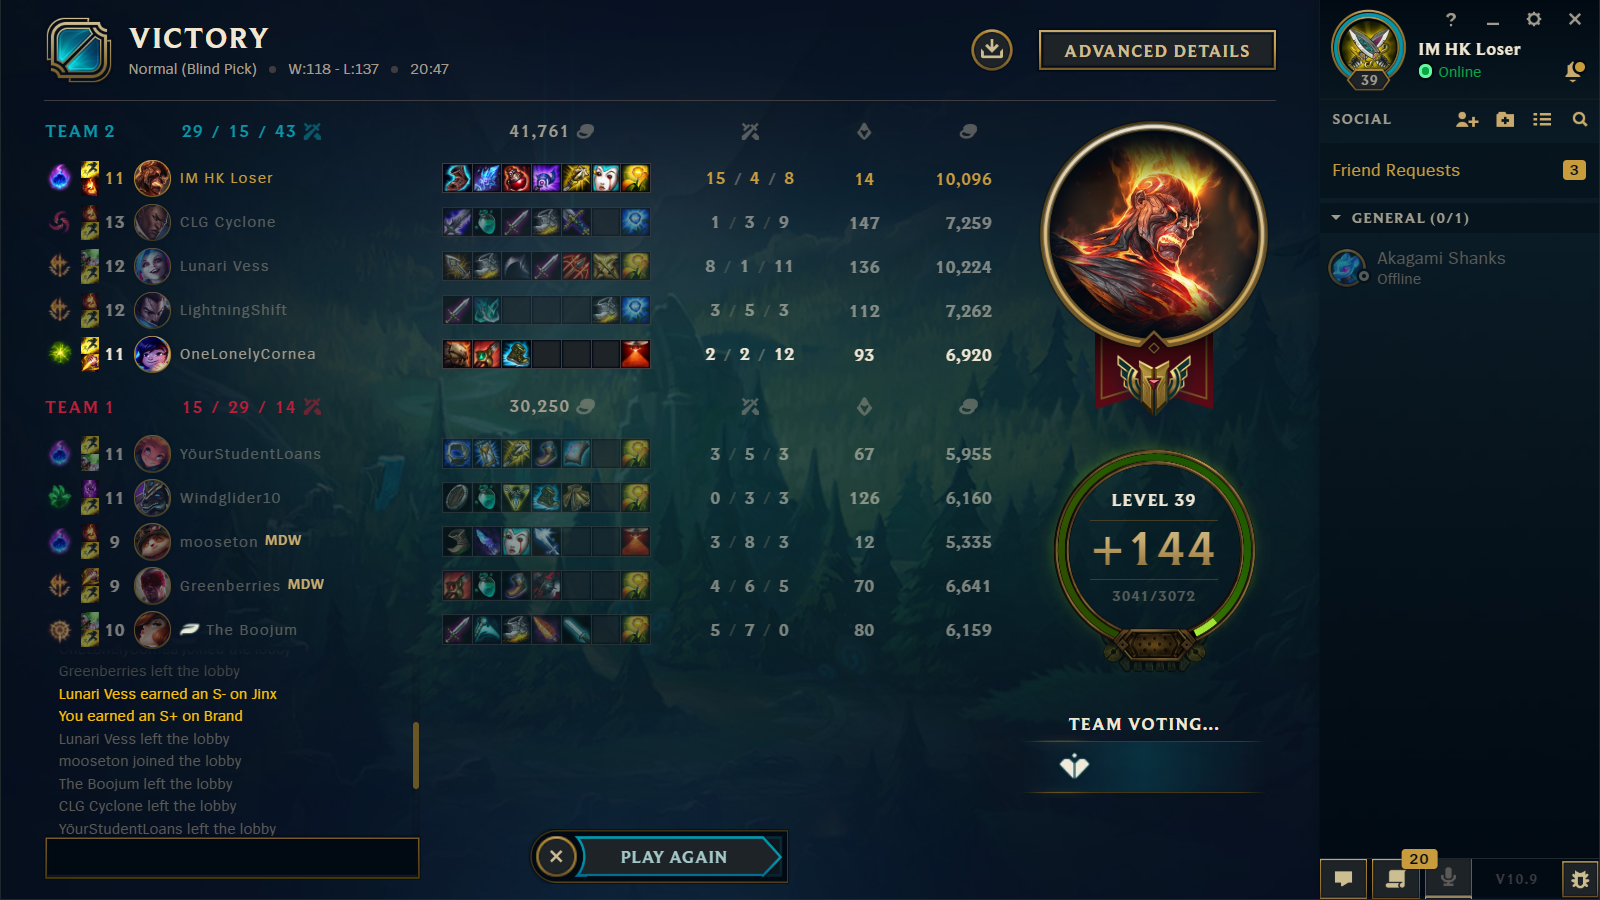 VICTORY
Normal (Blind Pick) • W:118 - L:137 • 20:47
ADVANCED DETAILS
IM HK Loser
Online
39
SOCIAL
Friend Requests 3
GENERAL (0/1)
Akagami Shanks
Offline
TEAM 2 29 / 15 / 43 41,761
11 IM HK Loser 15 / 4 / 8 14 10,096
13 CLG Cyclone 1 / 3 / 9 147 7,259
12 Lunari Vess 8 / 1 / 11 136 10,224
12 LightningShift 3 / 5 / 3 112 7,262
11 OneLonelyCornea 2 / 2 / 12 93 6,920
TEAM 1 15 / 29 / 14 30,250
11 YôurStudentLoans 3 / 5 / 3 67 5,955
11 Windglider10 0 / 3 / 3 126 6,160
9 mooseton MDW 3 / 8 / 3 12 5,335
9 Greenberries MDW 4 / 6 / 5 70 6,641
10 The Boojum 5 / 7 / 0 80 6,159
LEVEL 39
+144
3041/3072
OneLonelyCornea joined the lobby
Greenberries left the lobby
Lunari Vess earned an S- on Jinx
You earned an S+ on Brand
Lunari Vess left the lobby
mooseton joined the lobby
The Boojum left the lobby
CLG Cyclone left the lobby
YôurStudentLoans left the lobby
TEAM VOTING...
PLAY AGAIN
20
V10.9